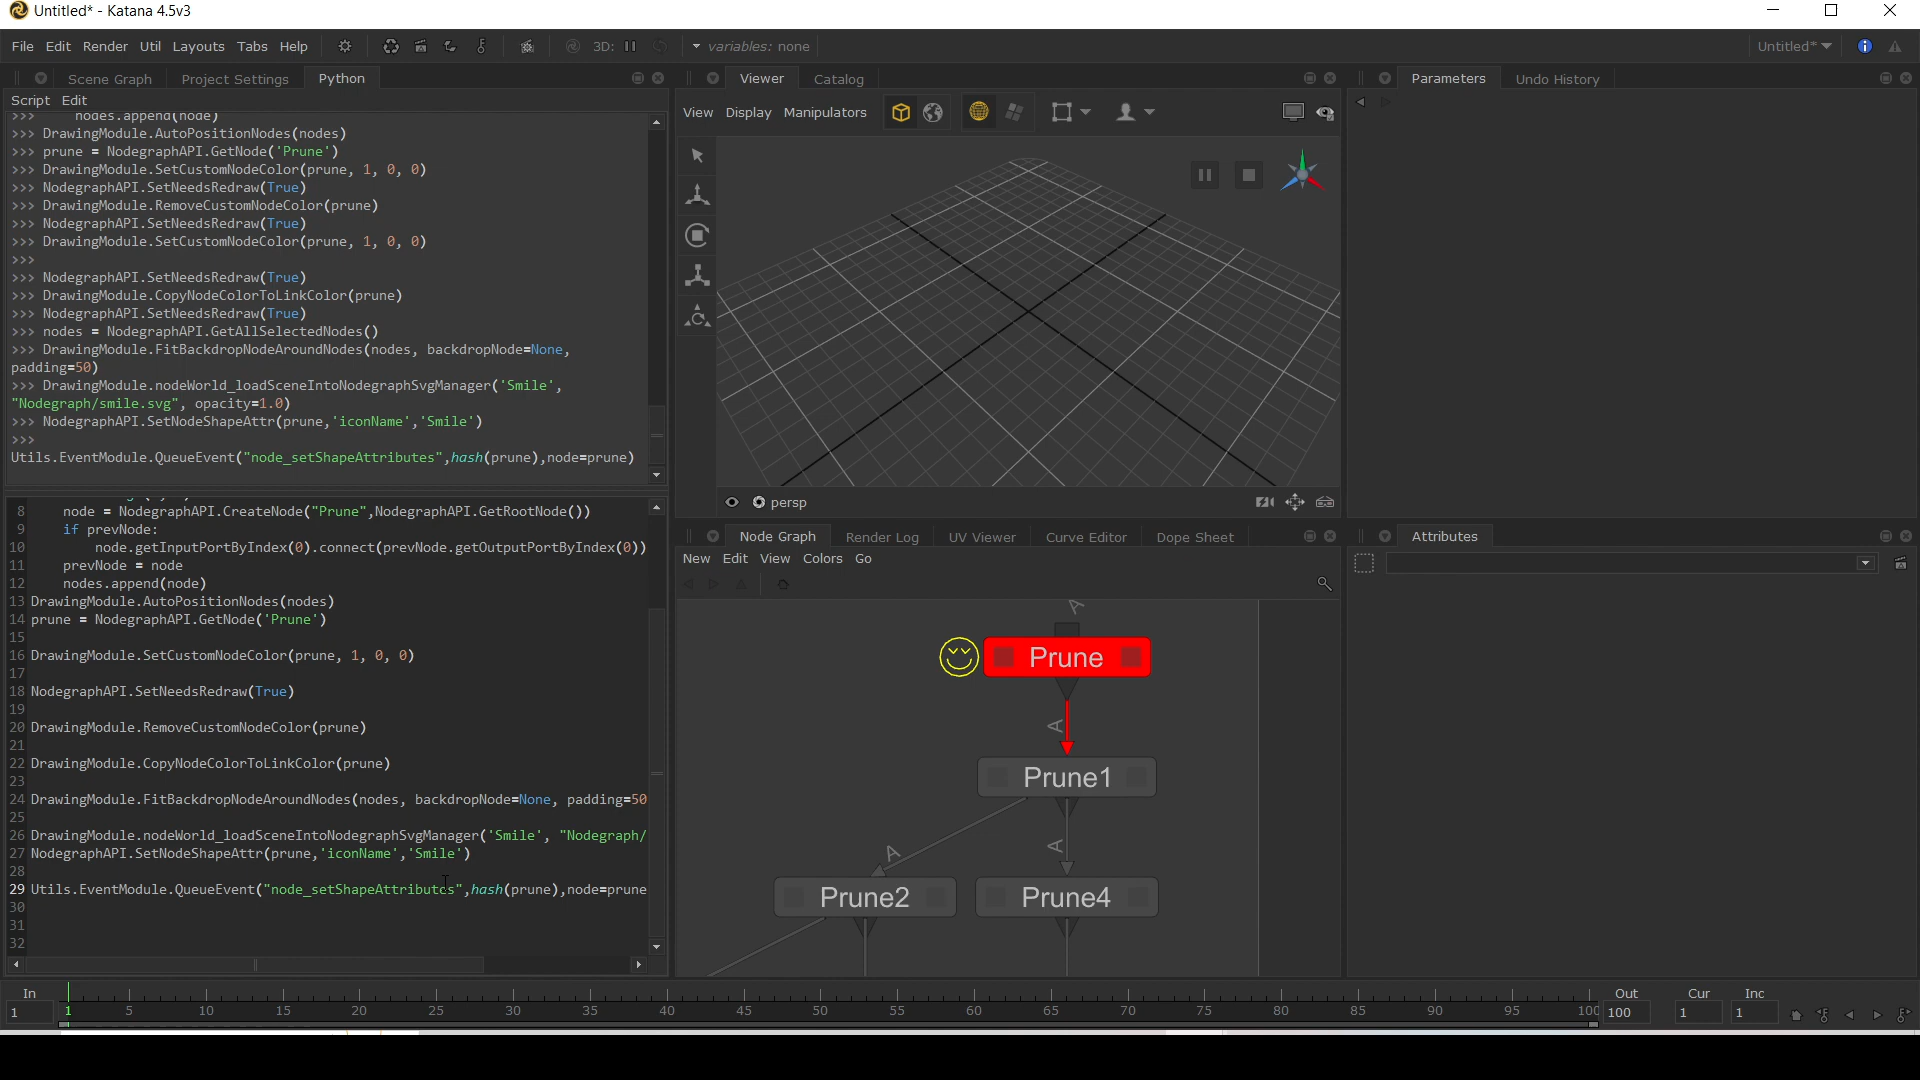 Untitled* - Katana 4.5v3
File Edit Render Util Layouts Tabs Help 3: variables: none Untitled*
Scene Graph Project Settings Python
Script Edit
>>>     nodes.append(node)
>>> DrawingModule.AutoPositionNodes(nodes)
>>> prune = NodegraphAPI.GetNode('Prune')
>>> DrawingModule.SetCustomNodeColor(prune, 1, 0, 0)
>>> NodegraphAPI.SetNeedsRedraw(True)
>>> DrawingModule.RemoveCustomNodeColor(prune)
>>> NodegraphAPI.SetNeedsRedraw(True)
>>> DrawingModule.SetCustomNodeColor(prune, 1, 0, 0)
>>>
>>> NodegraphAPI.SetNeedsRedraw(True)
>>> DrawingModule.CopyNodeColorToLinkColor(prune)
>>> NodegraphAPI.SetNeedsRedraw(True)
>>> nodes = NodegraphAPI.GetAllSelectedNodes()
>>> DrawingModule.FitBackdropNodeAroundNodes(nodes, backdropNode=None,
padding=50)
>>> DrawingModule.nodeWorld_loadSceneIntoNodegraphSvgManager('Smile',
"Nodegraph/smile.svg", opacity=1.0)
>>> NodegraphAPI.SetNodeShapeAttr(prune,'iconName','Smile')
>>>
Utils.EventModule.QueueEvent("node_setShapeAttributes",hash(prune),node=prune)
8 node = NodegraphAPI.CreateNode("Prune",NodegraphAPI.GetRootNode())
9 if prevNode:
10 node.getInputPortByIndex(0).connect(prevNode.getOutputPortByIndex(0))
11 prevNode = node
12 nodes.append(node)
13 DrawingModule.AutoPositionNodes(nodes)
14 prune = NodegraphAPI.GetNode('Prune')
15
16 DrawingModule.SetCustomNodeColor(prune, 1, 0, 0)
17
18 NodegraphAPI.SetNeedsRedraw(True)
19
20 DrawingModule.RemoveCustomNodeColor(prune)
21
22 DrawingModule.CopyNodeColorToLinkColor(prune)
23
24 DrawingModule.FitBackdropNodeAroundNodes(nodes, backdropNode=None, padding=50
25
26 DrawingModule.nodeWorld_loadSceneIntoNodegraphSvgManager('Smile', "Nodegraph/
27 NodegraphAPI.SetNodeShapeAttr(prune,'iconName','Smile')
28
29 Utils.EventModule.QueueEvent("node_setShapeAttributes",hash(prune),node=prune
30
31
32
Viewer Catalog
View Display Manipulators
persp
Node Graph Render Log UV Viewer Curve Editor Dope Sheet
New Edit View Colors Go
A
Prune
A
Prune1
A A
Prune2 Prune4
Parameters Undo History
Attributes
In Out Cur Inc
1 1 5 10 15 20 25 30 35 40 45 50 55 60 65 70 75 80 85 90 95 100 100 1 1